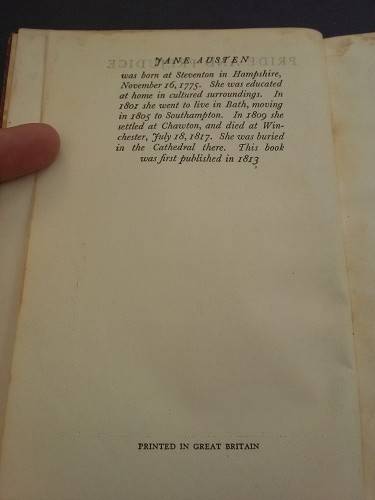 JANE AUSTEN
was born at Steventon in Hampshire,
November 16, 1775. She was educated
at home in cultured surroundings. In
1801 she went to live in Bath, moving
in 1805 to Southampton. In 1809 she
settled at Chawton, and died at Win-
chester, July 18, 1817. She was buried
in the Cathedral there. This book
was first published in 1813
PRINTED IN GREAT BRITAIN